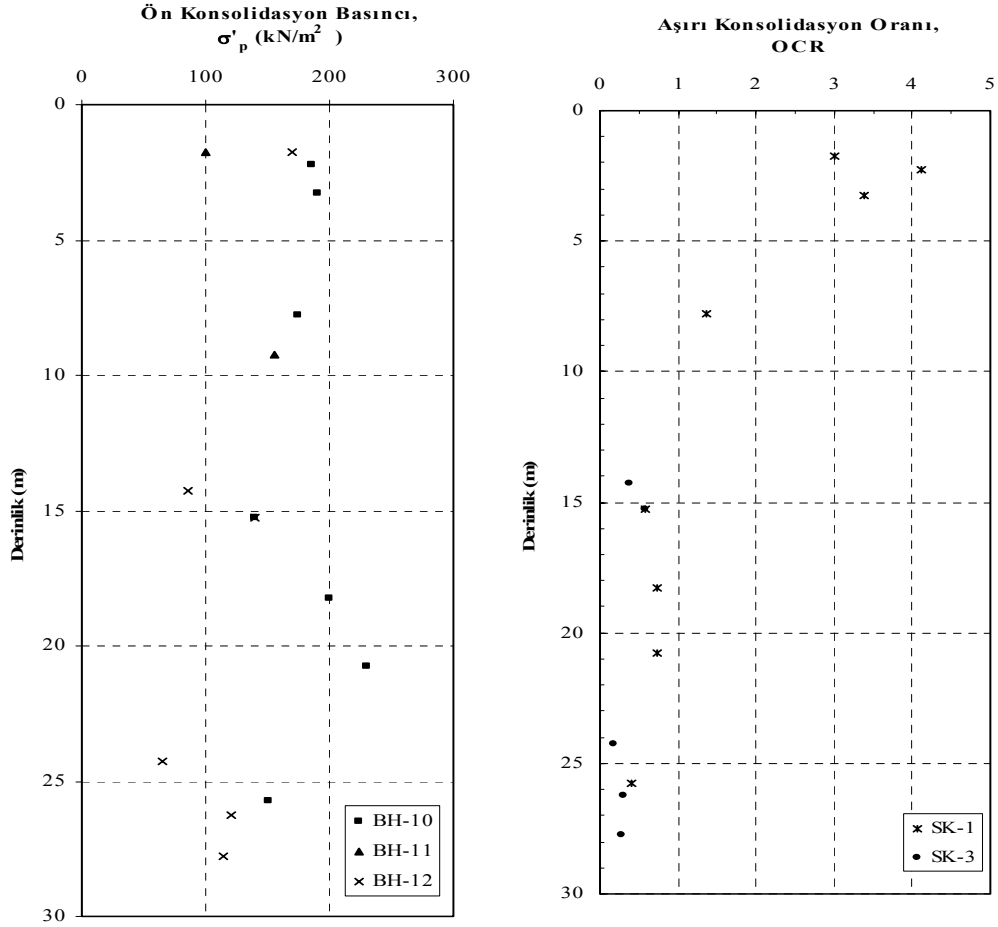 Ön Konsolidasyon Basıncı,
σ'p (kN/m2 )
0 100 200 300
0
5
10
15
20
25
30
Derinlik (m)
BH-10
BH-11
BH-12
Aşırı Konsolidasyon Oranı,
OCR
0 1 2 3 4 5
0
5
10
15
20
25
30
Derinlik (m)
SK-1
SK-3